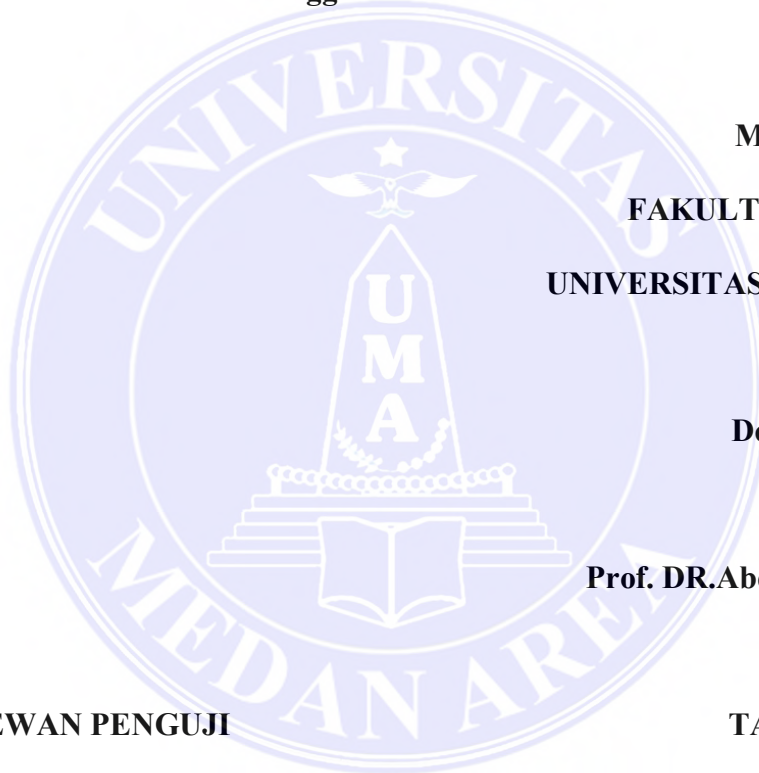 UNIVERSITAS
M
FAKULT
UNIVERSITAS
U
M
A
De
Prof. DR.Ab
MEDAN AREA
EWAN PENGUJI
TA